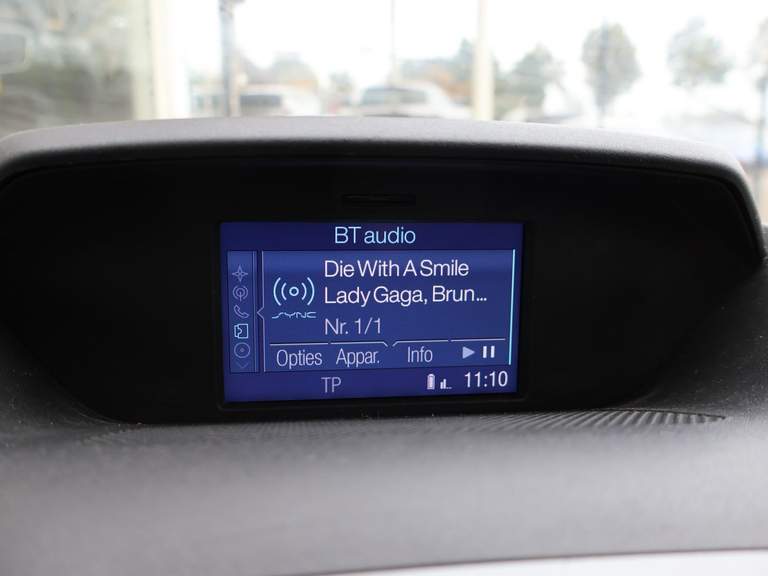 BT audio
Die With A Smile
Lady Gaga, Brun...
SYNC
Nr. 1/1
Opties Appar. Info
TP 11:10